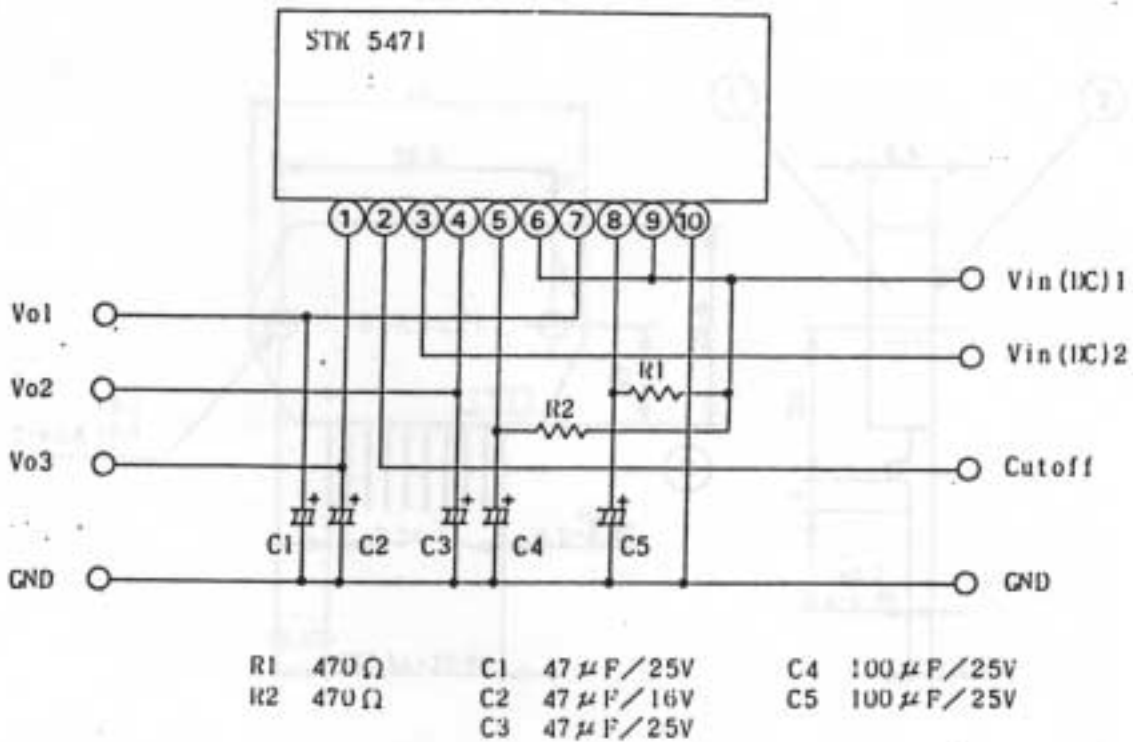 STK 5471
1 2 3 4 5 6 7 8 9 10
Vin(DC)1
Vo1
Vin(DC)2
R1
Vo2
R2
Vo3
Cutoff
+ + + + +
C1 C2 C3 C4 C5
GND
GND
R1 470Ω C1 47μF/25V C4 100μF/25V
R2 470Ω C2 47μF/16V C5 100μF/25V
C3 47μF/25V